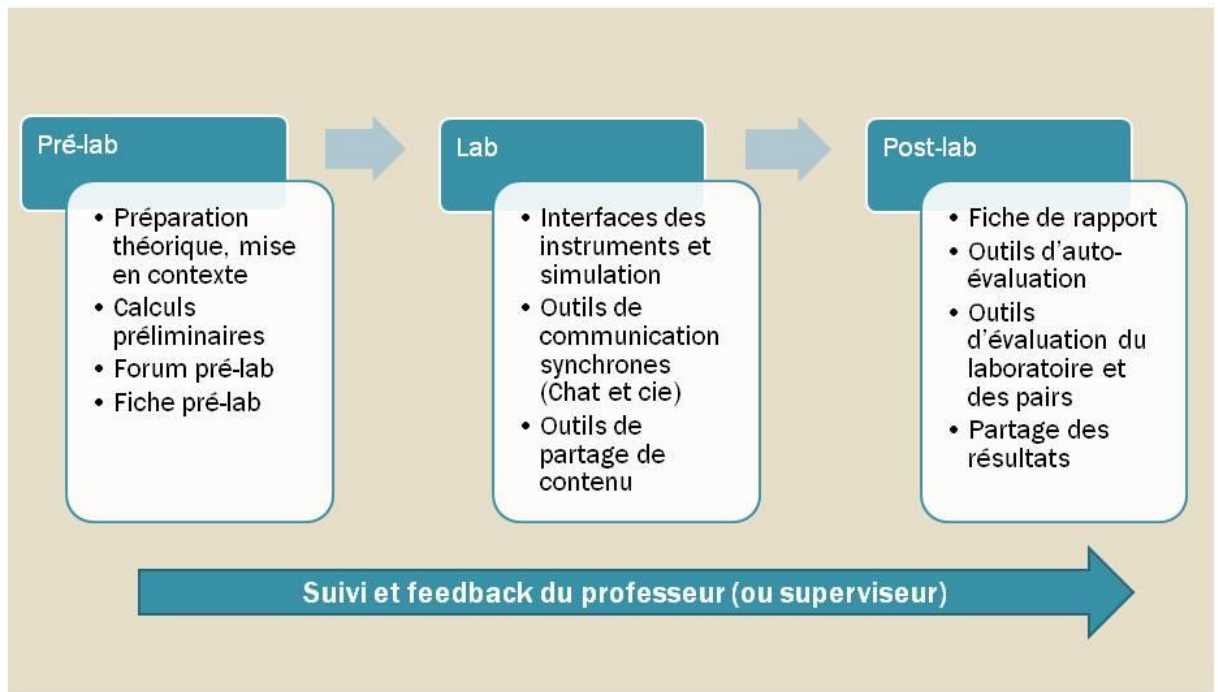 Pré-lab
• Préparation
théorique, mise
en contexte
• Calculs
préliminaires
• Forum pré-lab
• Fiche pré-lab
Lab
• Interfaces des
instruments et
simulation
• Outils de
communication
synchrones
(Chat et cie)
• Outils de
partage de
contenu
Post-lab
• Fiche de rapport
• Outils d'auto-
évaluation
• Outils
d'évaluation du
laboratoire et
des pairs
• Partage des
résultats
Suivi et feedback du professeur (ou superviseur)